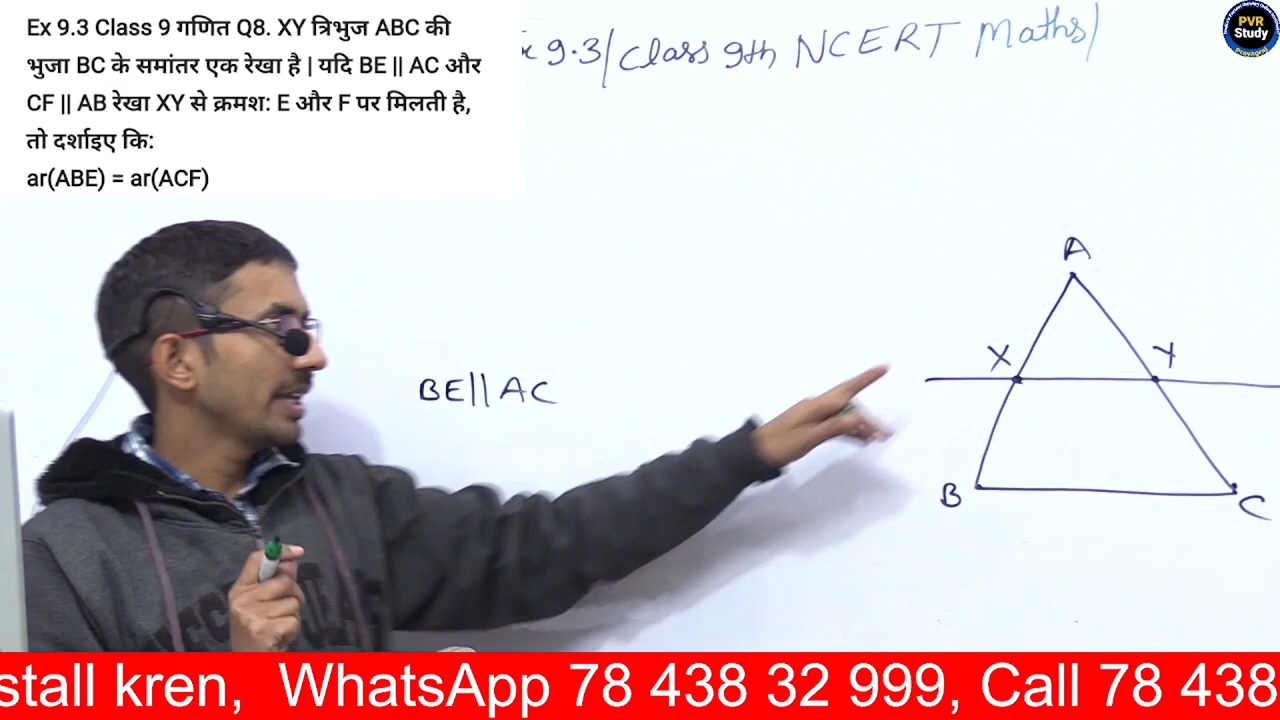 Ex 9.3 Class 9 गणित Q8. XY त्रिभुज ABC की
भुजा BC के समांतर एक रेखा है | यदि BE || AC और
CF || AB रेखा XY से क्रमश: E और F पर मिलती है,
तो दर्शाइए कि:
ar(ABE) = ar(ACF)
x 9.3/Class 9th NCERT Maths/
PVR
Study
A
X Y
BE||AC
B C
stall kren, WhatsApp 78 438 32 999, Call 78 438